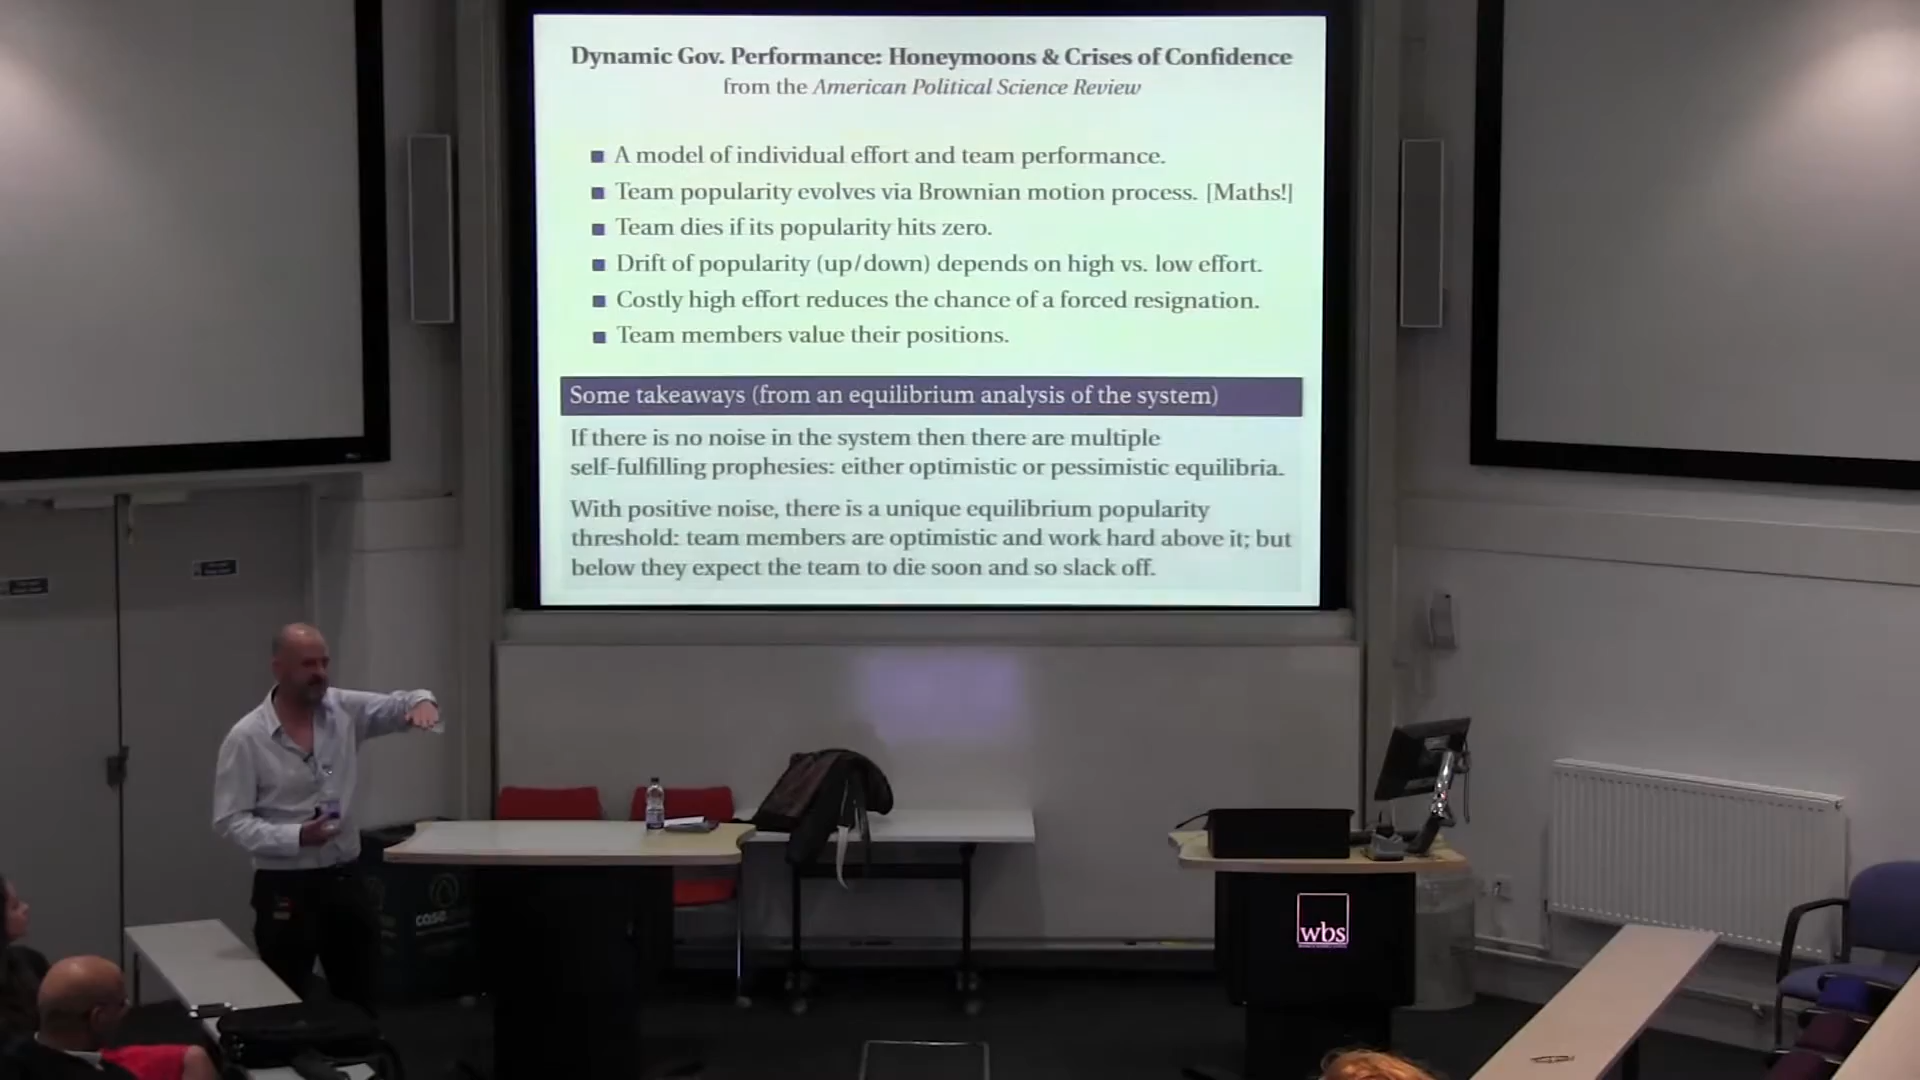 Dynamic Gov. Performance: Honeymoons & Crises of Confidence
from the American Political Science Review
A model of individual effort and team performance.
Team popularity evolves via Brownian motion process. [Maths!]
Team dies if its popularity hits zero.
Drift of popularity (up/down) depends on high vs. low effort.
Costly high effort reduces the chance of a forced resignation.
Team members value their positions.
Some takeaways (from an equilibrium analysis of the system)
If there is no noise in the system then there are multiple
self-fulfilling prophesies: either optimistic or pessimistic equilibria.
With positive noise, there is a unique equilibrium popularity
threshold: team members are optimistic and work hard above it; but
below they expect the team to die soon and so slack off.
wbs